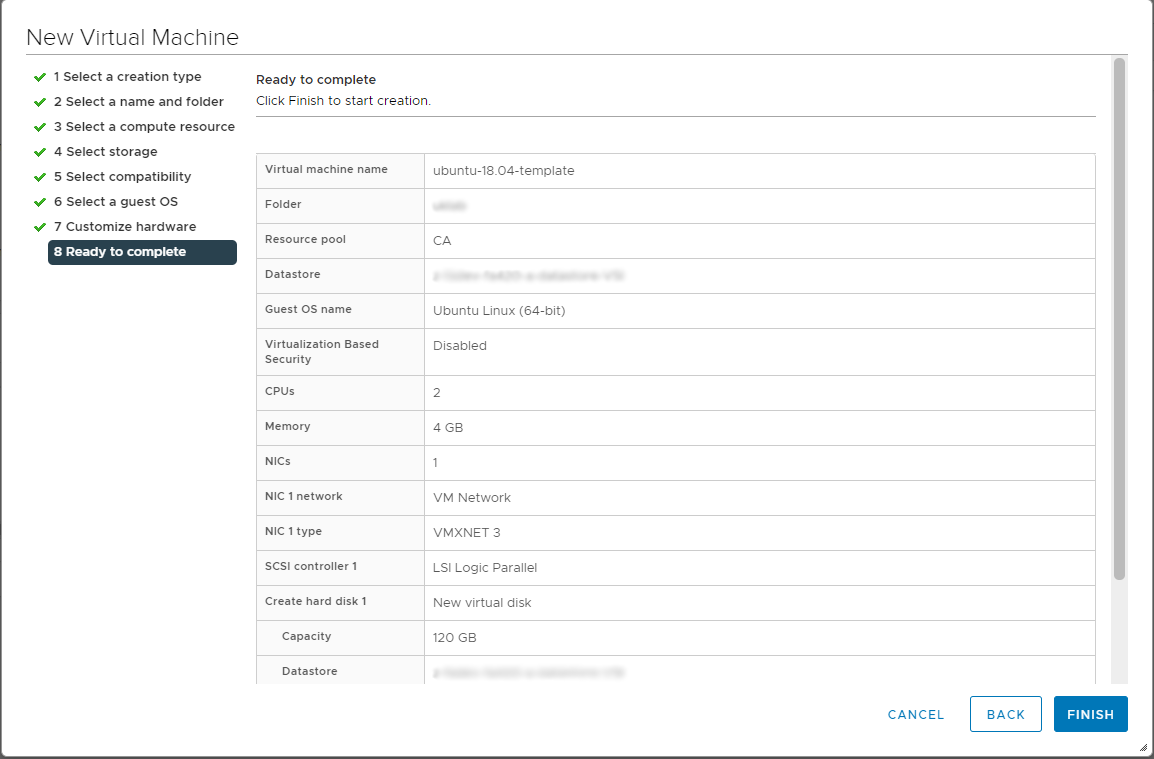 New Virtual Machine
1 Select a creation type
2 Select a name and folder
3 Select a compute resource
4 Select storage
5 Select compatibility
6 Select a guest OS
7 Customize hardware
8 Ready to complete
Ready to complete
Click Finish to start creation.
Virtual machine name ubuntu-18.04-template
Folder
Resource pool CA
Datastore
Guest OS name Ubuntu Linux (64-bit)
Virtualization Based Disabled
Security
CPUs 2
Memory 4 GB
NICs 1
NIC 1 network VM Network
NIC 1 type VMXNET 3
SCSI controller 1 LSI Logic Parallel
Create hard disk 1 New virtual disk
Capacity 120 GB
Datastore
CANCEL BACK FINISH